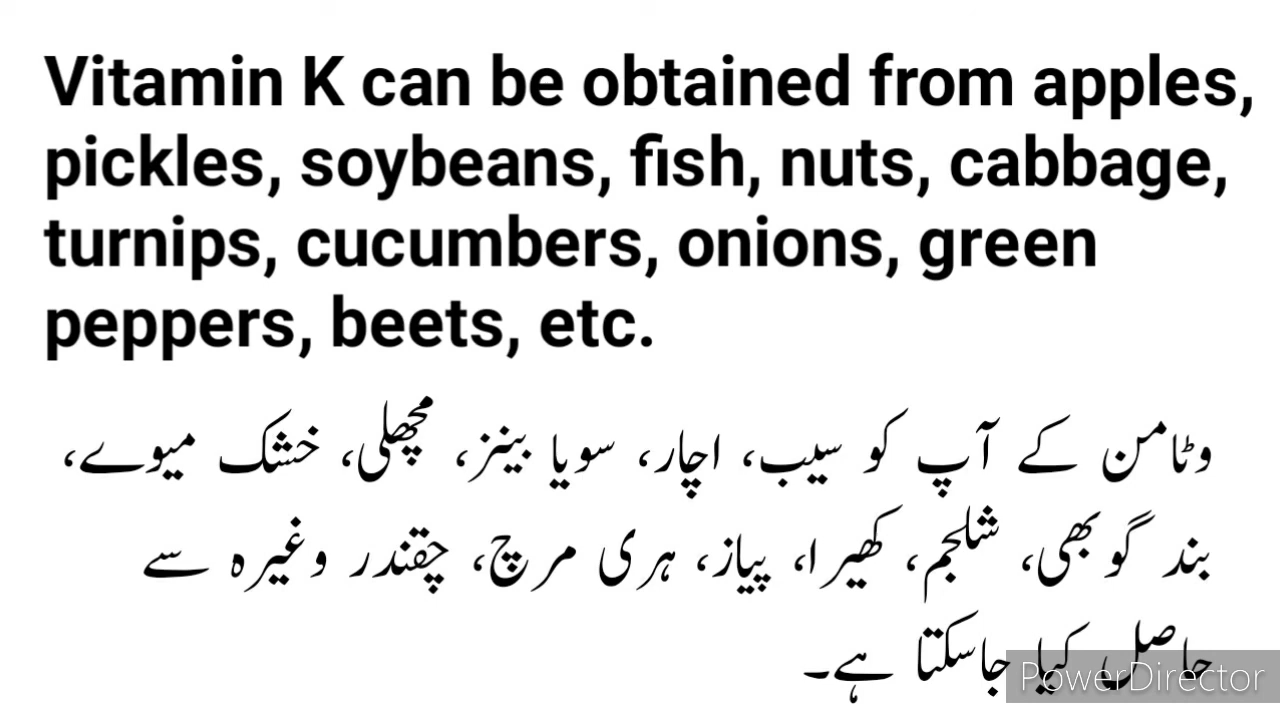 Vitamin K can be obtained from apples,
pickles, soybeans, fish, nuts, cabbage,
turnips, cucumbers, onions, green
peppers, beets, etc.
وٹامن کے آپ کو سیب، اچار، سویا بینز، مچھلی، خشک میوے،
بند گوبھی، شلجم، کھیرا، پیاز، ہری مرچ، چقندر وغیرہ سے
حاصل کیا جاسکتا ہے۔
PowerDirector